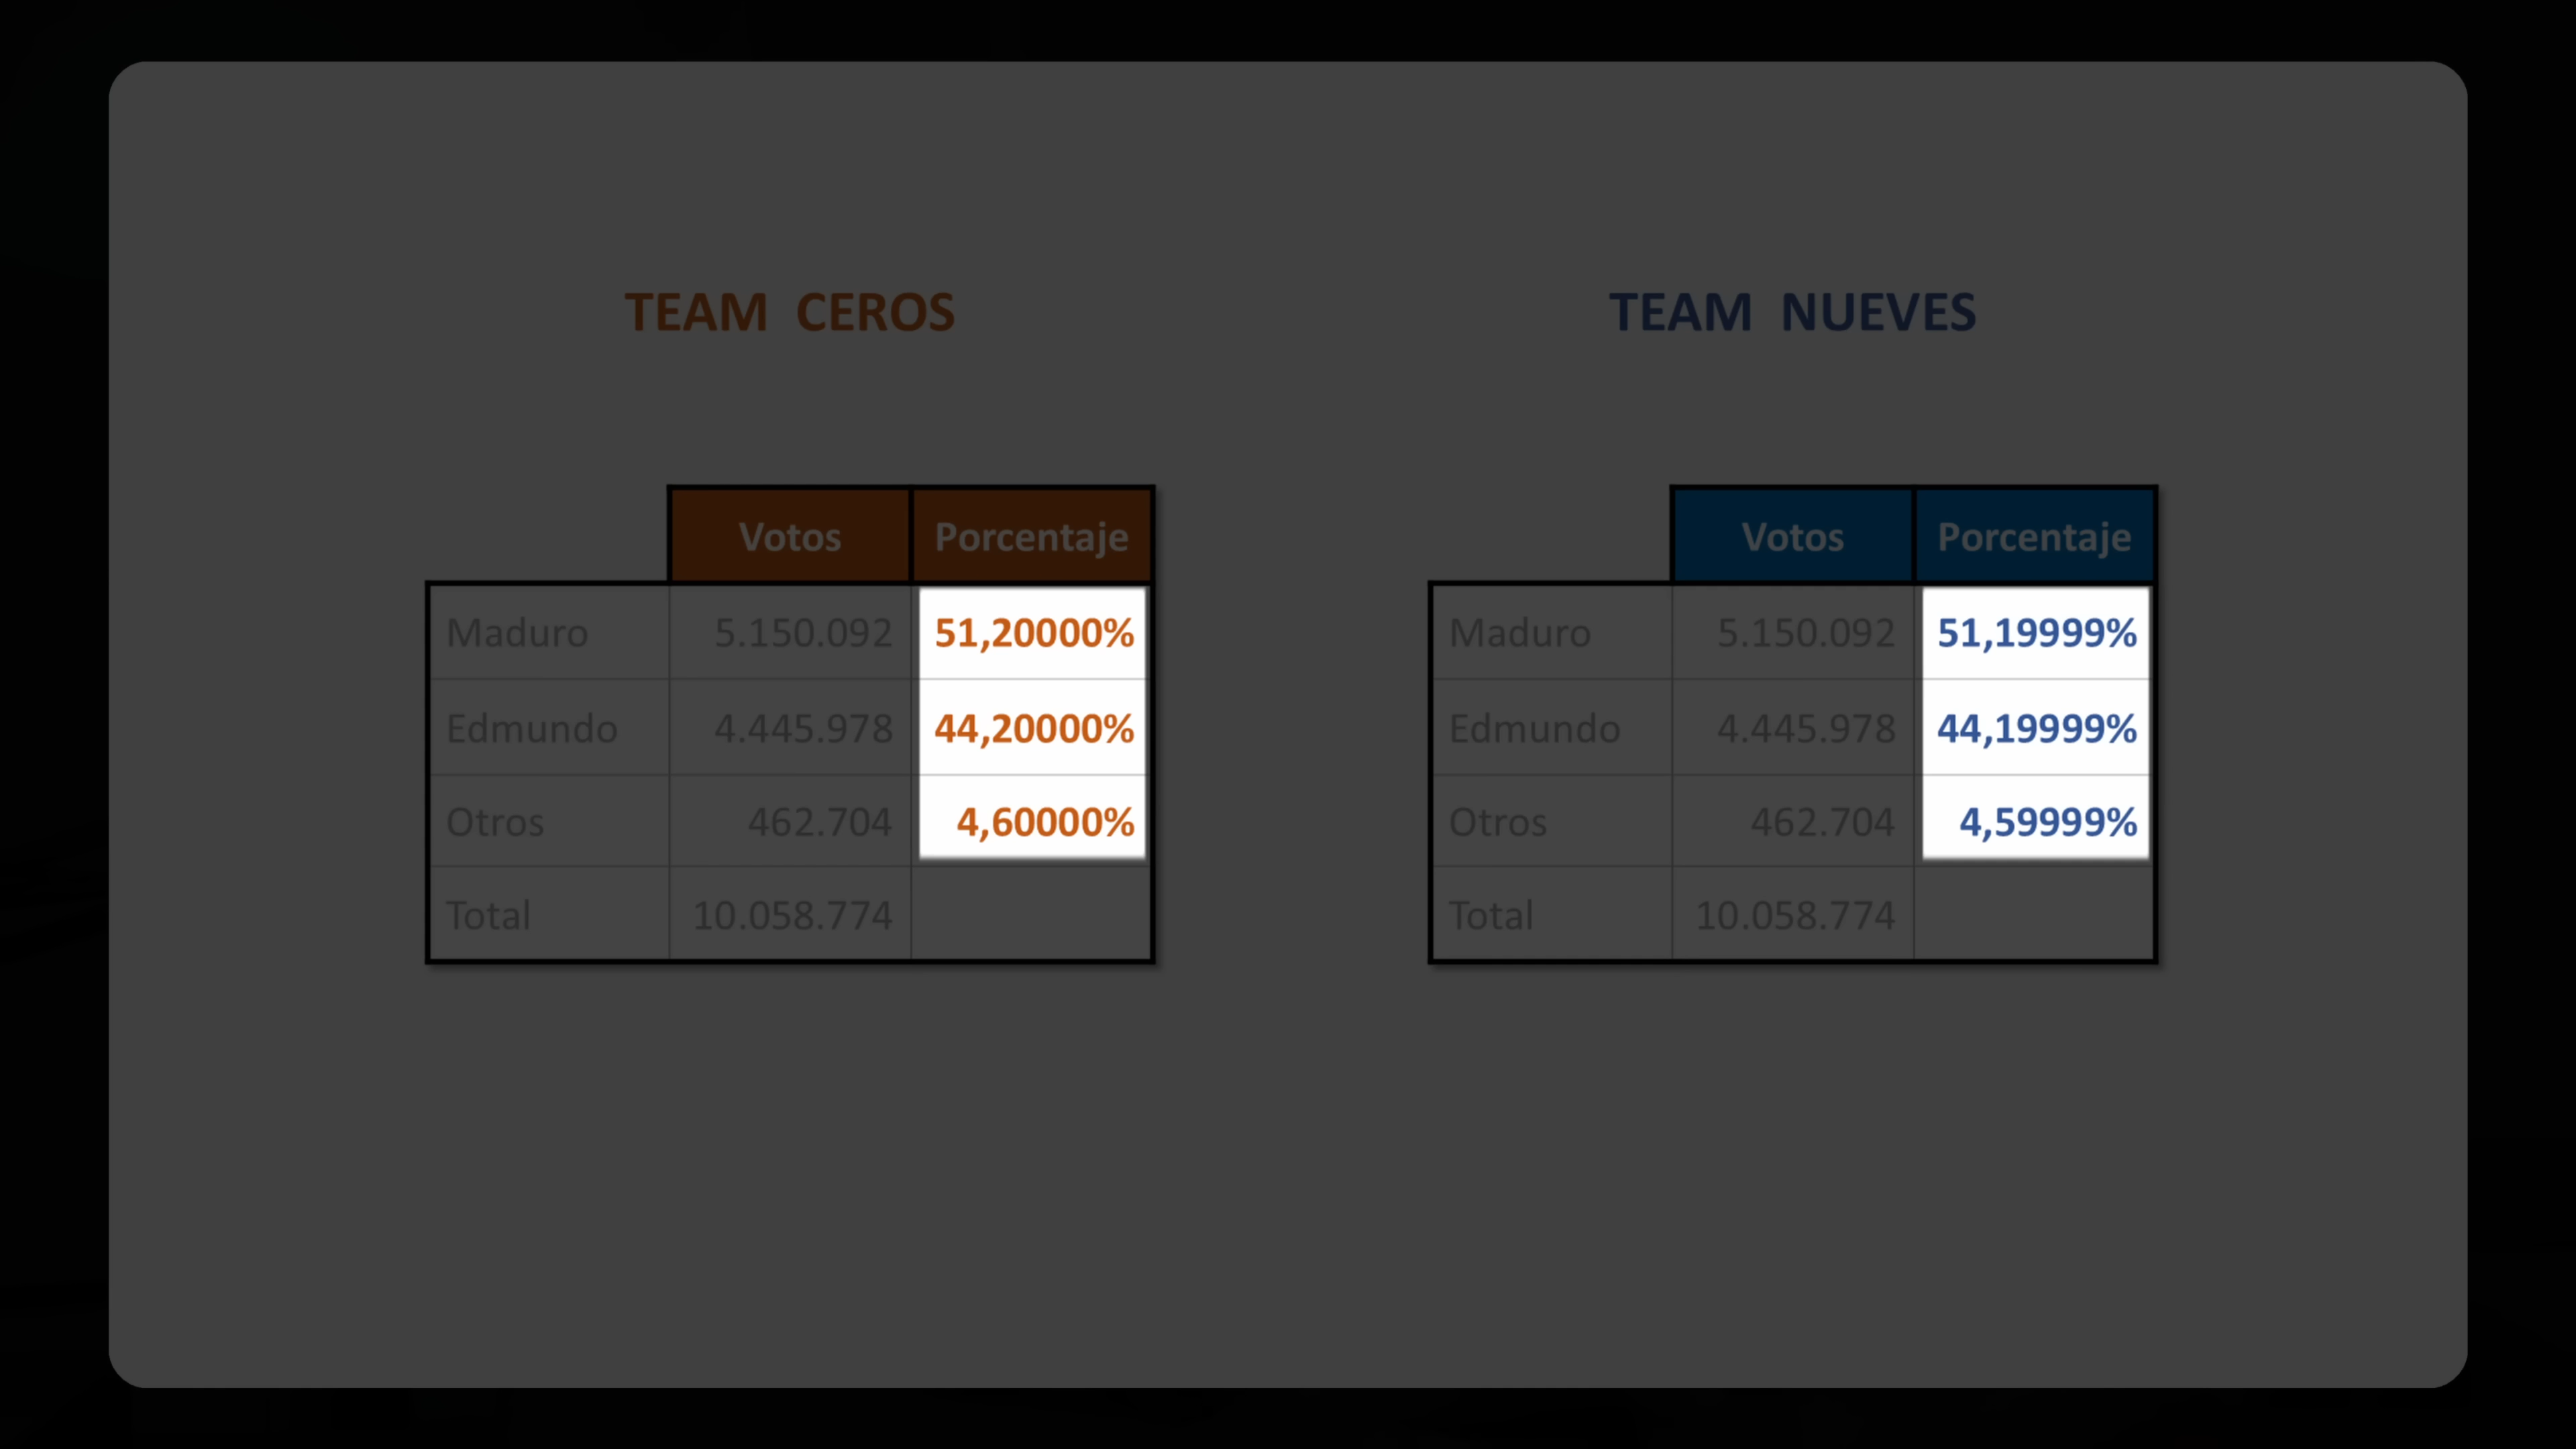 TEAM CEROS
Votos Porcentaje
Maduro 5.150.092 51,20000%
Edmundo 4.445.978 44,20000%
Otros 462.704 4,60000%
Total 10.058.774
TEAM NUEVES
Votos Porcentaje
Maduro 5.150.092 51,19999%
Edmundo 4.445.978 44,19999%
Otros 462.704 4,59999%
Total 10.058.774